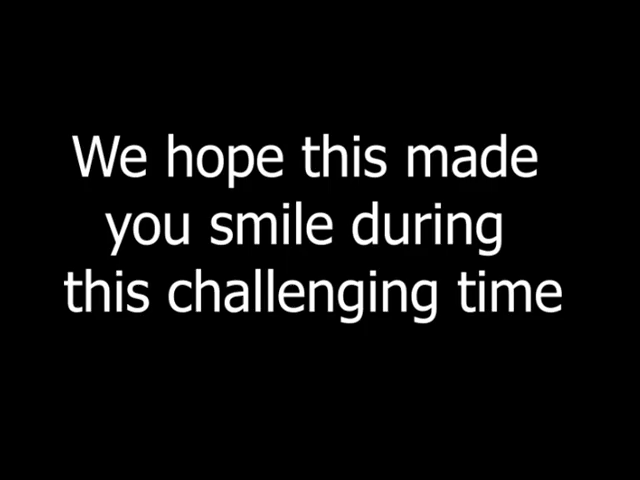 We hope this made
you smile during
this challenging time